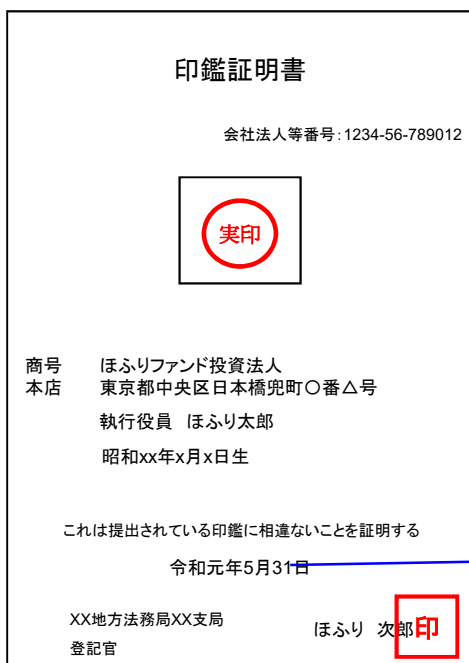 印鑑証明書
会社法人等番号:1234-56-789012
実印
商号 ほふりファンド投資法人
本店 東京都中央区日本橋兜町〇番△号
執行役員 ほふり太郎
昭和xx年x月x日生
これは提出されている印鑑に相違ないことを証明する
令和元年5月31日
XX地方法務局XX支局
登記官
ほふり 次郎 印